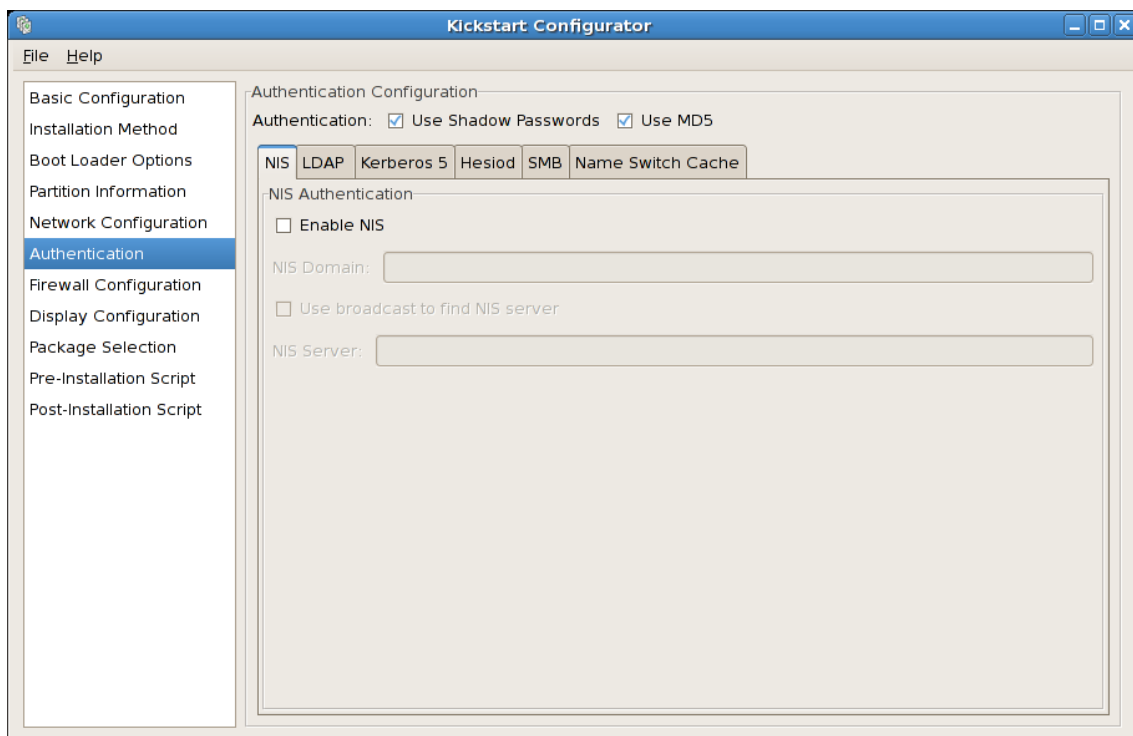 Kickstart Configurator
File Help
Basic Configuration
Installation Method
Boot Loader Options
Partition Information
Network Configuration
Authentication
Firewall Configuration
Display Configuration
Package Selection
Pre-Installation Script
Post-Installation Script
Authentication Configuration
Authentication: Use Shadow Passwords Use MD5
NIS LDAP Kerberos 5 Hesiod SMB Name Switch Cache
NIS Authentication
Enable NIS
NIS Domain:
Use broadcast to find NIS server
NIS Server: